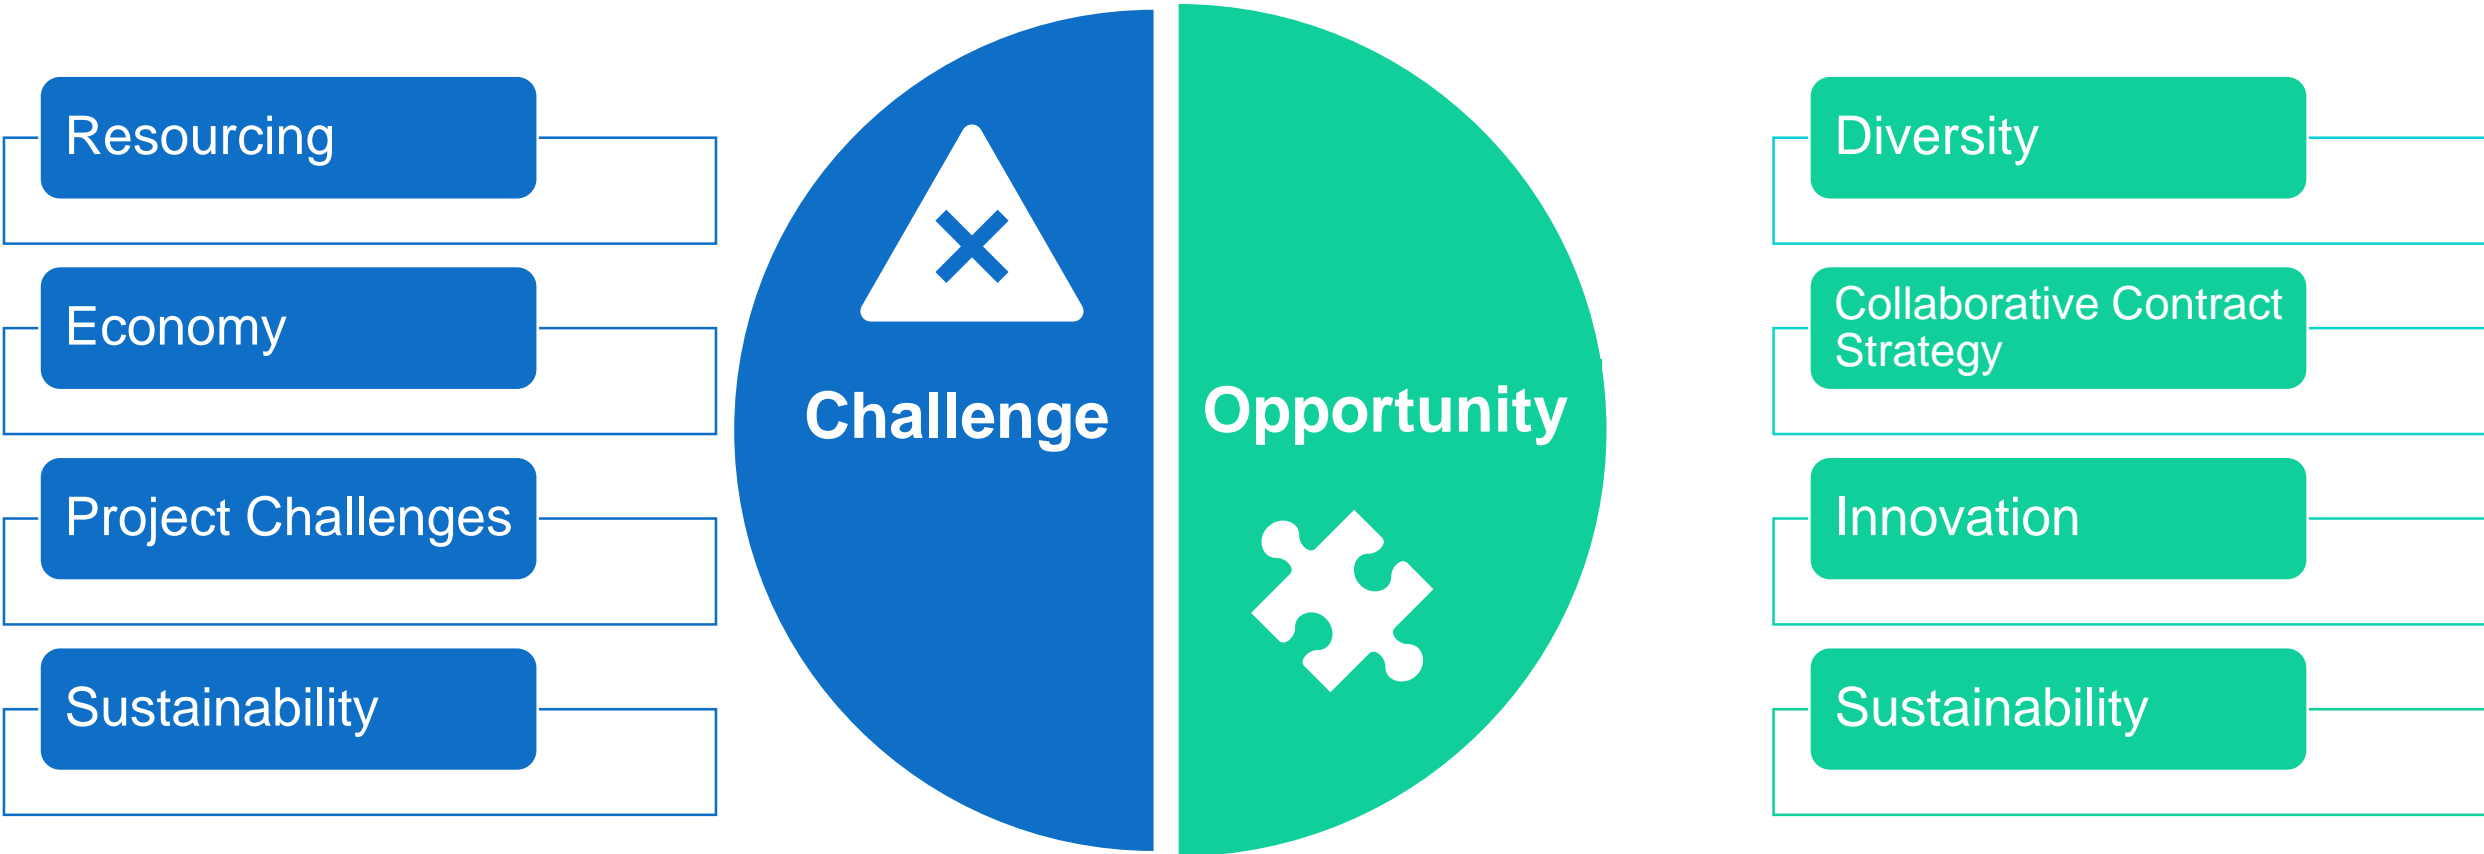 Resourcing
Economy
Project Challenges
Sustainability
Challenge
Opportunity
Diversity
Collaborative Contract
Strategy
Innovation
Sustainability